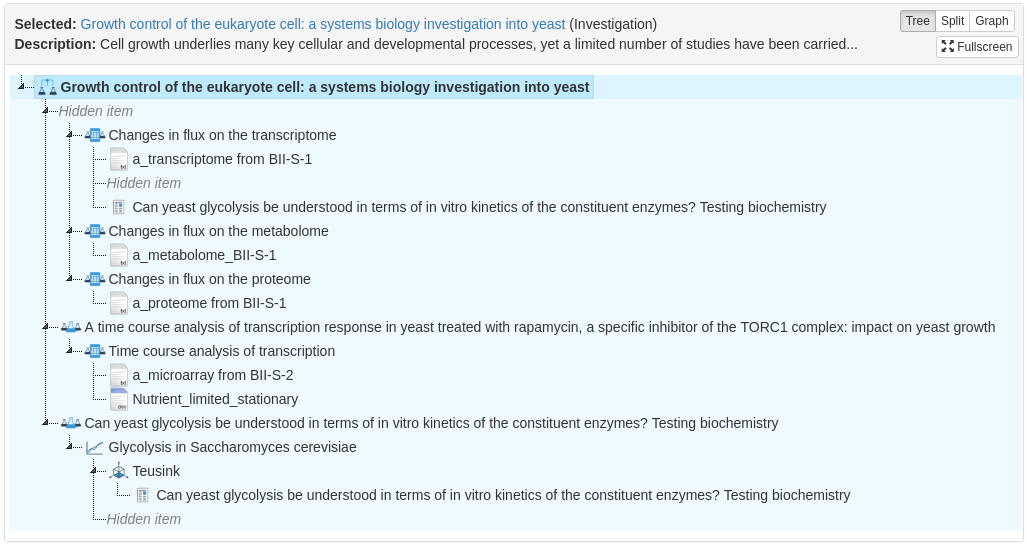 Selected: Growth control of the eukaryote cell: a systems biology investigation into yeast (Investigation)
Tree Split Graph
Description: Cell growth underlies many key cellular and developmental processes, yet a limited number of studies have been carried...
Fullscreen
Growth control of the eukaryote cell: a systems biology investigation into yeast
Hidden item
Changes in flux on the transcriptome
txt a_transcriptome from BII-S-1
Hidden item
Can yeast glycolysis be understood in terms of in vitro kinetics of the constituent enzymes? Testing biochemistry
Changes in flux on the metabolome
txt a_metabolome_BII-S-1
Changes in flux on the proteome
txt a_proteome from BII-S-1
A time course analysis of transcription response in yeast treated with rapamycin, a specific inhibitor of the TORC1 complex: impact on yeast growth
Time course analysis of transcription
txt a_microarray from BII-S-2
doc Nutrient_limited_stationary
Can yeast glycolysis be understood in terms of in vitro kinetics of the constituent enzymes? Testing biochemistry
Glycolysis in Saccharomyces cerevisiae
Teusink
Can yeast glycolysis be understood in terms of in vitro kinetics of the constituent enzymes? Testing biochemistry
Hidden item